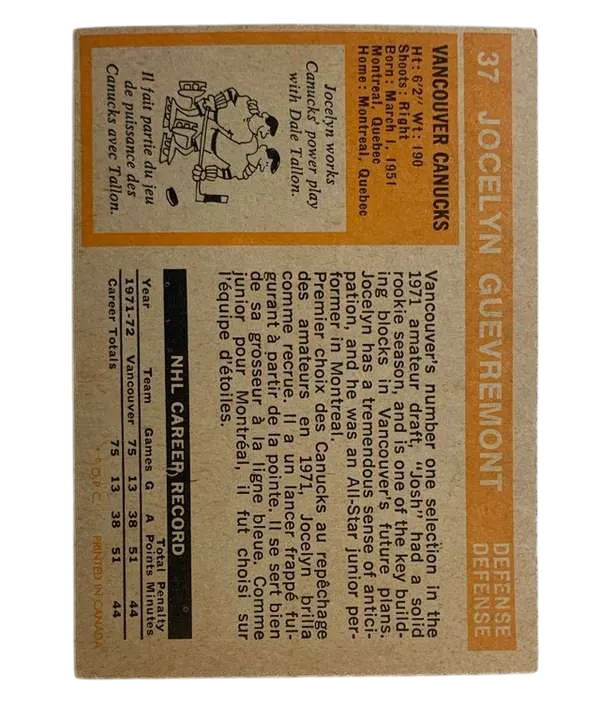 37 JOCELYN GUEVREMONT DEFENSE
DEFENSE
VANCOUVER CANUCKS
Ht: 6'2" Wt: 190
Shoots: Right
Born: March 1, 1951
Montreal, Quebec
Home: Montreal, Quebec
Jocelyn works
Canucks' power play
with Dale Tallon.
Il fait partie du jeu
de puissance des
Canucks avec Tallon.
Vancouver's number one selection in the
1971 amateur draft, "Josh" had a solid
rookie season, and is one of the key build-
ing blocks in Vancouver's future plans.
Jocelyn has a tremendous sense of antici-
pation, and he was an All-Star junior per-
former in Montreal.
Premier choix des Canucks au repêchage
des amateurs en 1971, Jocelyn brilla
comme recrue. Il a un lancer frappé ful-
gurant à partir de la pointe. Il se sert bien
de sa grosseur à la ligne bleue. Comme
junior pour Montréal, il fut choisi sur
l'équipe d'étoiles.
NHL CAREER RECORD
Total Penalty
Year Team Games G A Points Minutes
1971-72 Vancouver 75 13 38 51 44
Career Totals 75 13 38 51 44
O.P.C. PRINTED IN CANADA